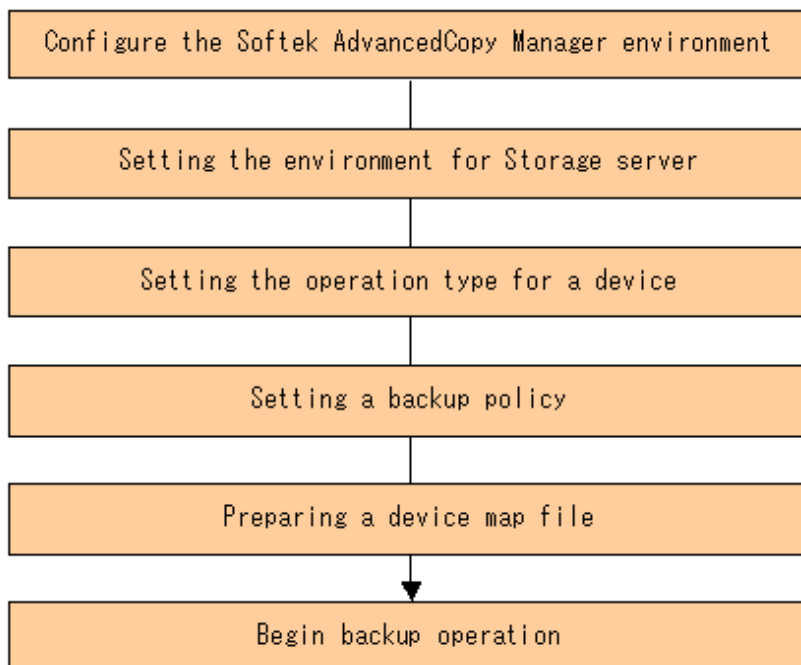 Configure the Softek AdvancedCopy Manager environment
Setting the environment for Storage server
Setting the operation type for a device
Setting a backup policy
Preparing a device map file
Begin backup operation